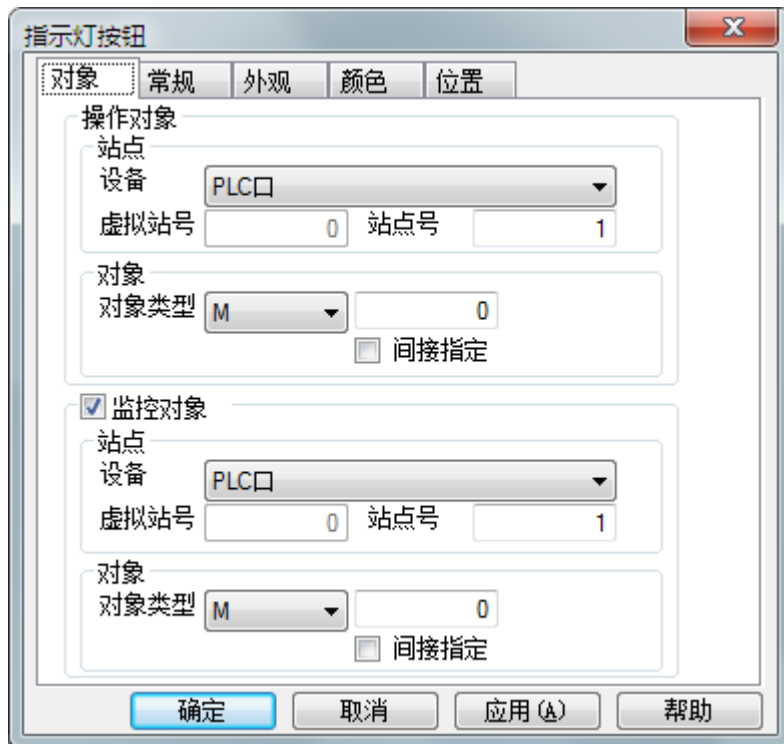 指示灯按钮
对象 常规 外观 颜色 位置
操作对象
站点
设备 PLC口
虚拟站号 0 站点号 1
对象
对象类型 M 0
间接指定
监控对象
站点
设备 PLC口
虚拟站号 0 站点号 1
对象
对象类型 M 0
间接指定
确定 取消 应用(A) 帮助